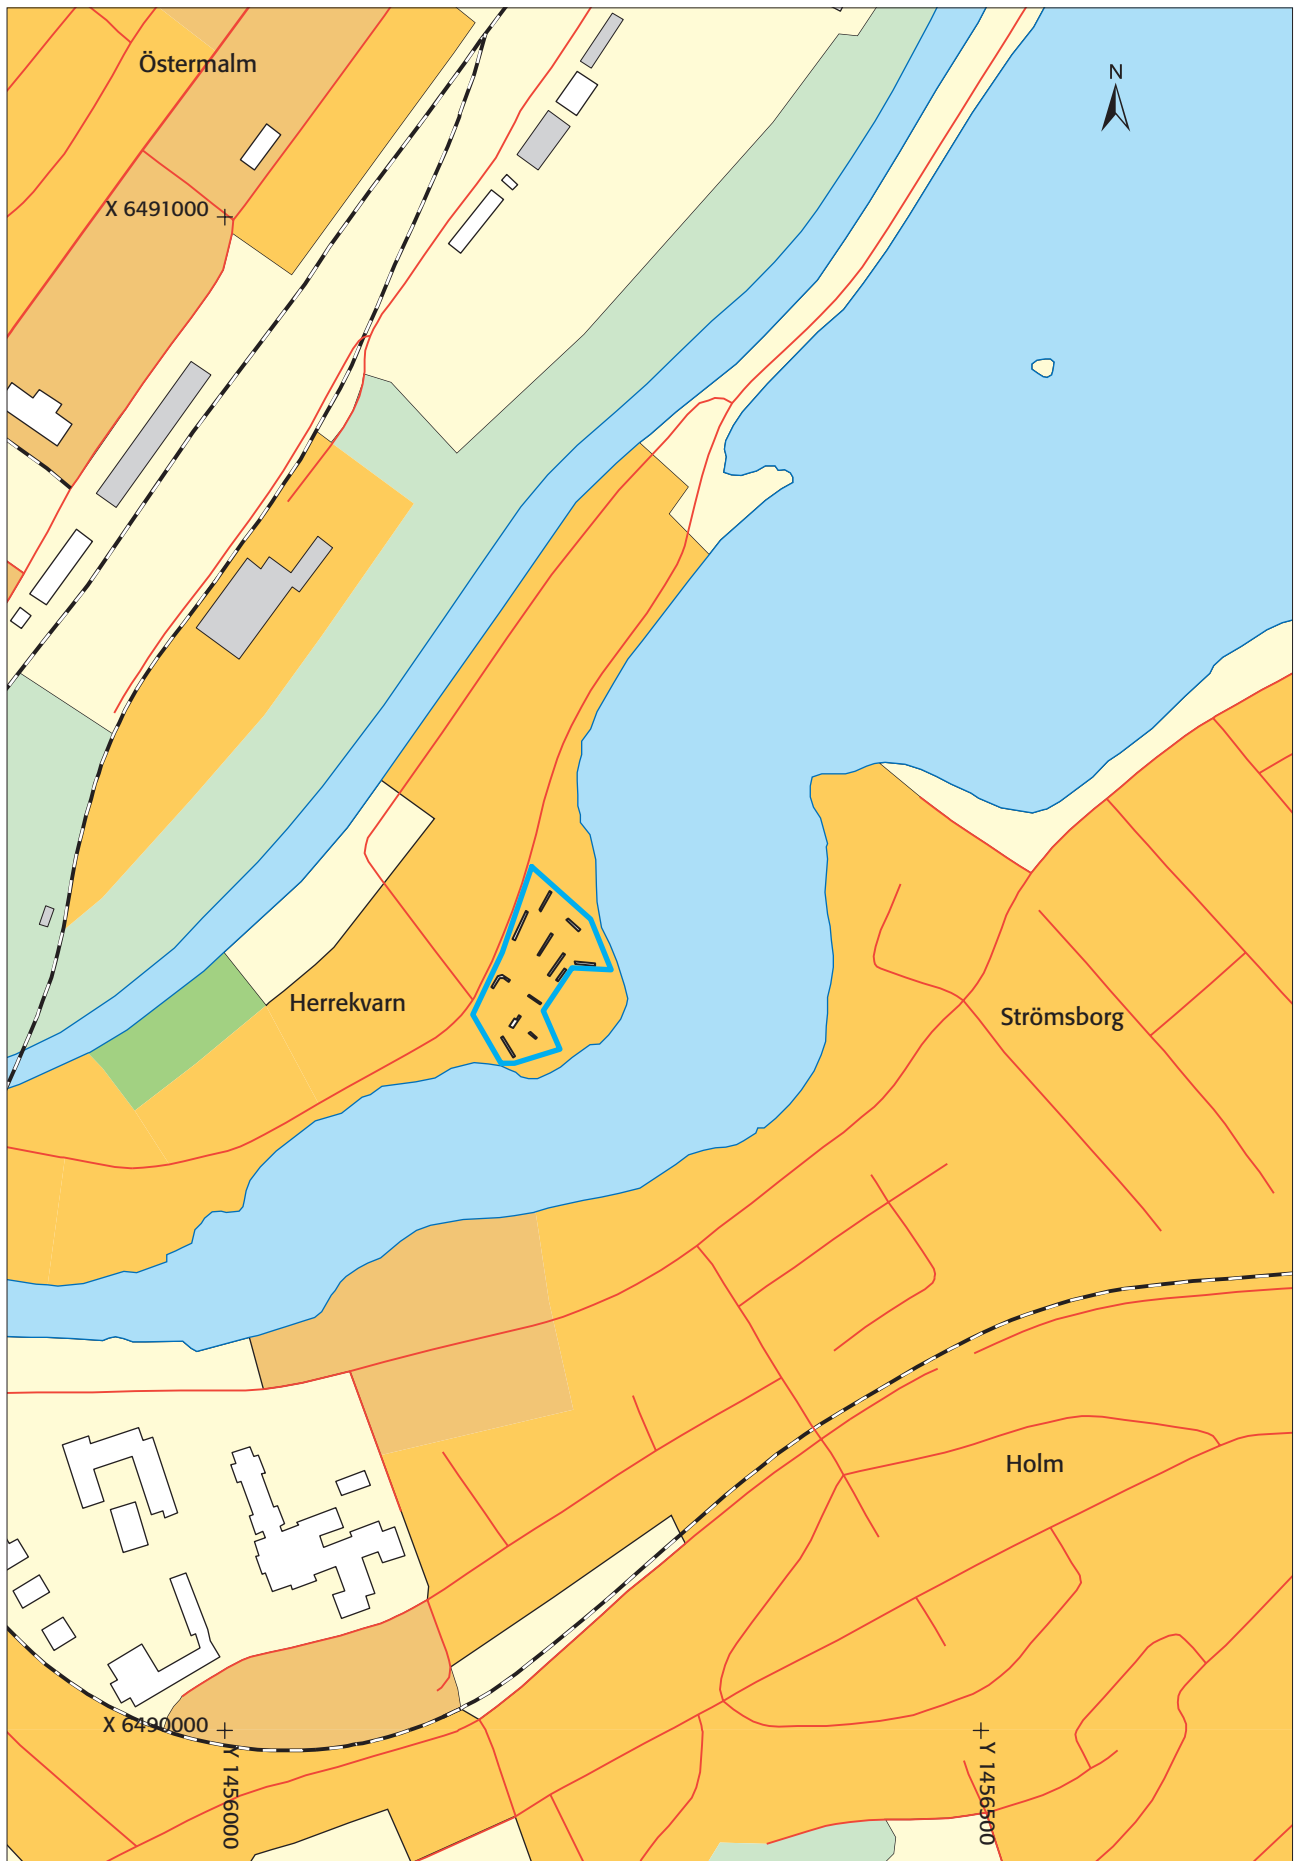 Östermalm
N
X 6491000
Herrekvarn
Strömsborg
Holm
X 6490000
Y 1456000
Y 1456500